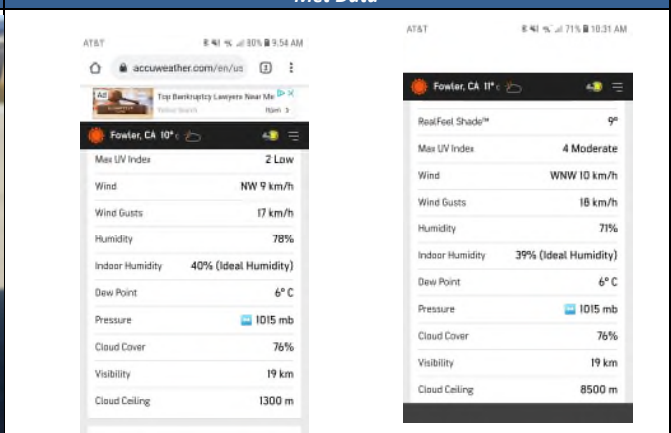 Met Data
AT&T 80% 9:54 AM
accuweather.com/en/us
Ad
Top Bankruptcy Lawyers Near Me
Fowler, CA 10° c
Max UV Index 2 Low
Wind NW 9 km/h
Wind Gusts 17 km/h
Humidity 78%
Indoor Humidity 40% (Ideal Humidity)
Dew Point 6° C
Pressure 1015 mb
Cloud Cover 76%
Visibility 19 km
Cloud Ceiling 1300 m
AT&T 71% 10:31 AM
Fowler, CA 11° c
RealFeel Shade™ 9°
Max UV Index 4 Moderate
Wind WNW 10 km/h
Wind Gusts 18 km/h
Humidity 71%
Indoor Humidity 39% (Ideal Humidity)
Dew Point 6° C
Pressure 1015 mb
Cloud Cover 76%
Visibility 19 km
Cloud Ceiling 8500 m